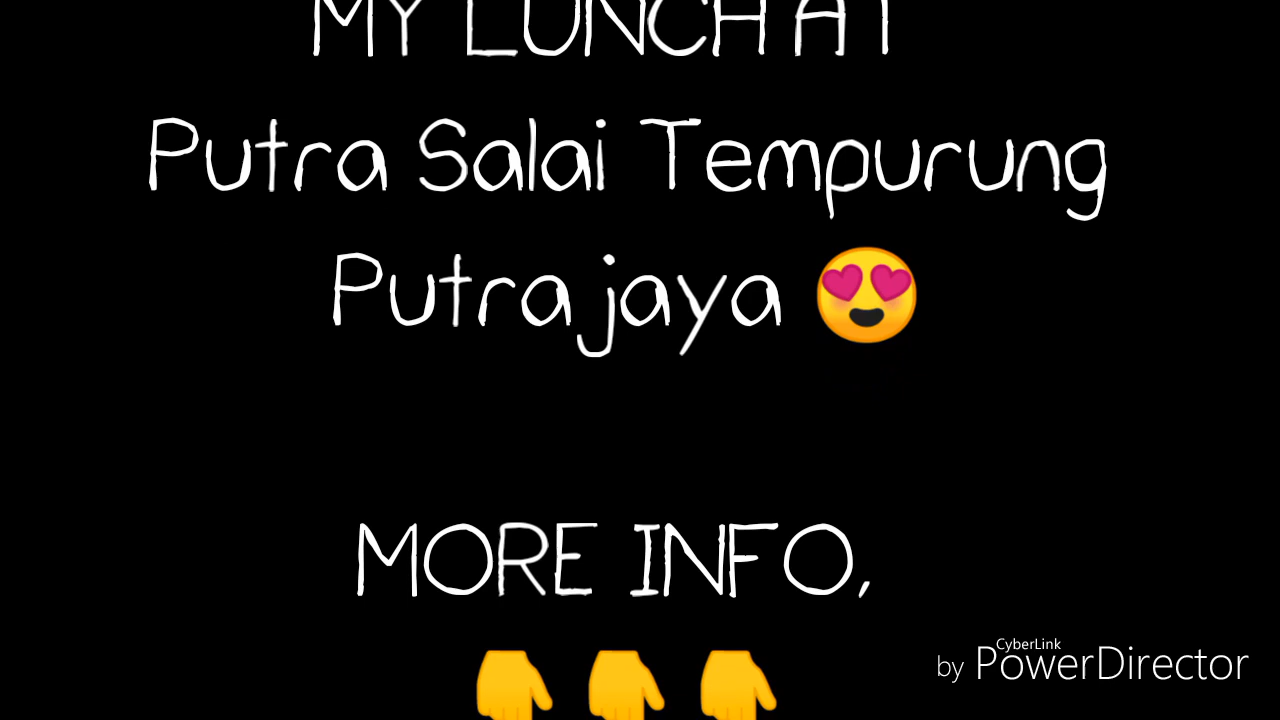 MY LUNCH AT
Putra Salai Tempurung
Putrajaya 😍
MORE INFO,
👇👇👇
by CyberLink PowerDirector